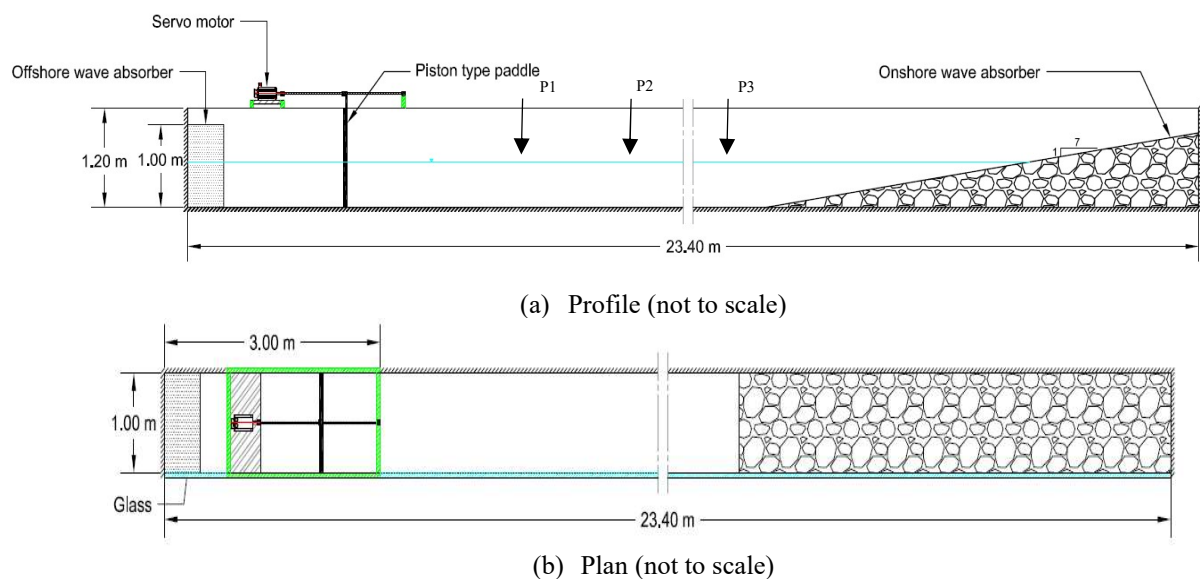 Servo motor
Offshore wave absorber
Piston type paddle
P1
P2
P3
Onshore wave absorber
7
1
1.20 m
1.00 m
23.40 m
(a) Profile (not to scale)
3.00 m
1.00 m
Glass
23.40 m
(b) Plan (not to scale)